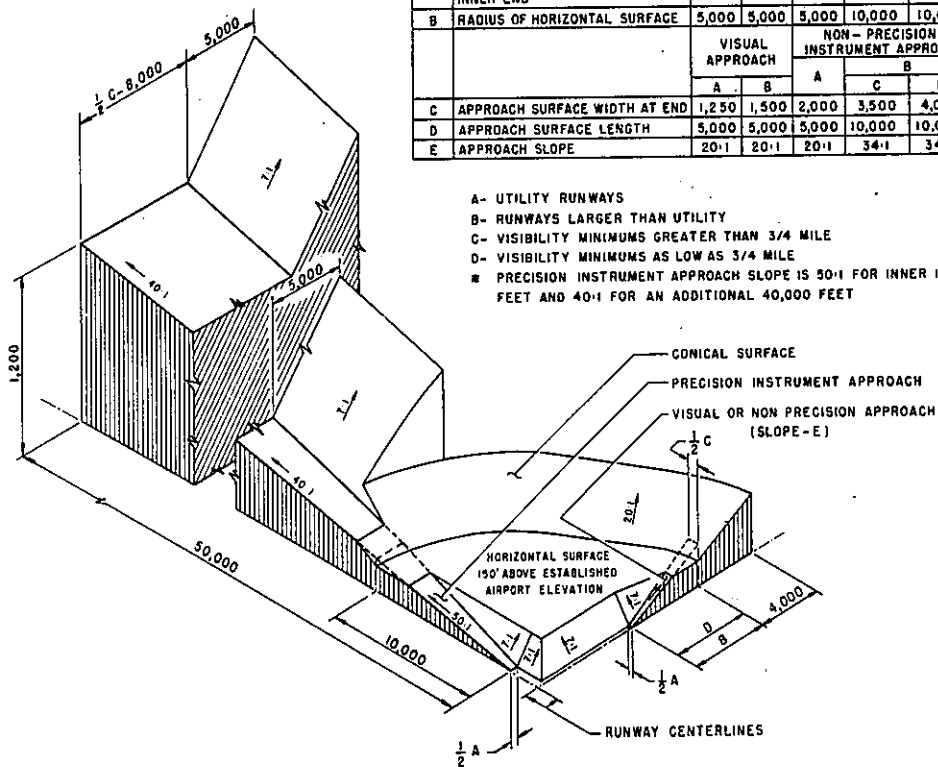 INNER END
B RADIUS OF HORIZONTAL SURFACE 5,000 5,000 5,000 10,000
VISUAL APPROACH
NON-PRECISION INSTRUMENT
A B A B
C
C APPROACH SURFACE WIDTH AT END 1,250 1,500 2,000 3,500
D APPROACH SURFACE LENGTH 5,000 5,000 5,000 10,000
E APPROACH SLOPE 20:1 20:1 20:1 34:1
A- UTILITY RUNWAYS
B- RUNWAYS LARGER THAN UTILITY
C- VISIBILITY MINIMUMS GREATER THAN 3/4 MILE
D- VISIBILITY MINIMUMS AS LOW AS 3/4 MILE
* PRECISION INSTRUMENT APPROACH SLOPE IS 50:1 FOR INNER
FEET AND 40:1 FOR AN ADDITIONAL 40,000 FEET
5,000
1/2 C-8,000
7:1
40:1
5,000
1,200
7:1
40:1
CONICAL SURFACE
PRECISION INSTRUMENT APPROACH
VISUAL OR NON PRECISION APPROACH
(SLOPE-E)
1/2 C
20:1
HORIZONTAL SURFACE
150' ABOVE ESTABLISHED
AIRPORT ELEVATION
50,000
50:1
7:1
7:1
7:1
7:1
7:1
4,000
D
B
10,000
1/2 A
RUNWAY CENTERLINES
1/2 A